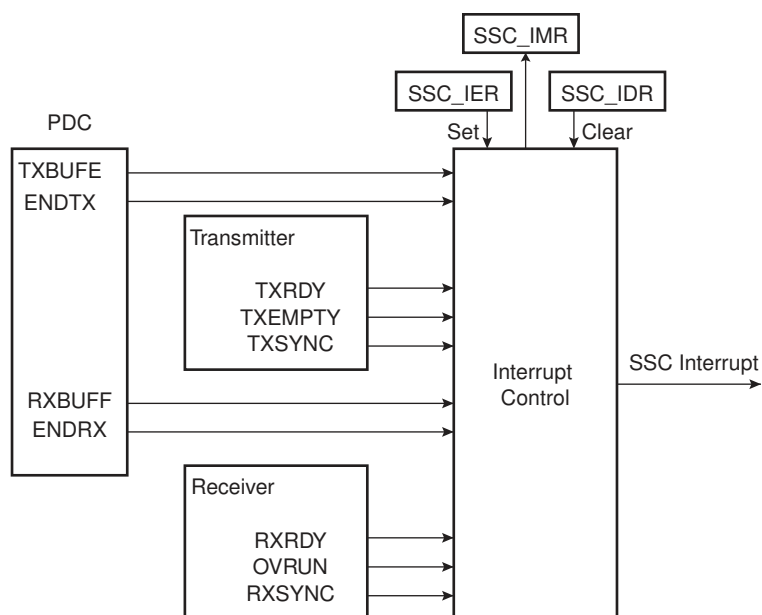 SSC_IMR
SSC_IER
SSC_IDR
Set
Clear
PDC
TXBUFE
ENDTX
Transmitter
TXRDY
TXEMPTY
TXSYNC
RXBUFF
ENDRX
Interrupt
Control
SSC Interrupt
Receiver
RXRDY
OVRUN
RXSYNC